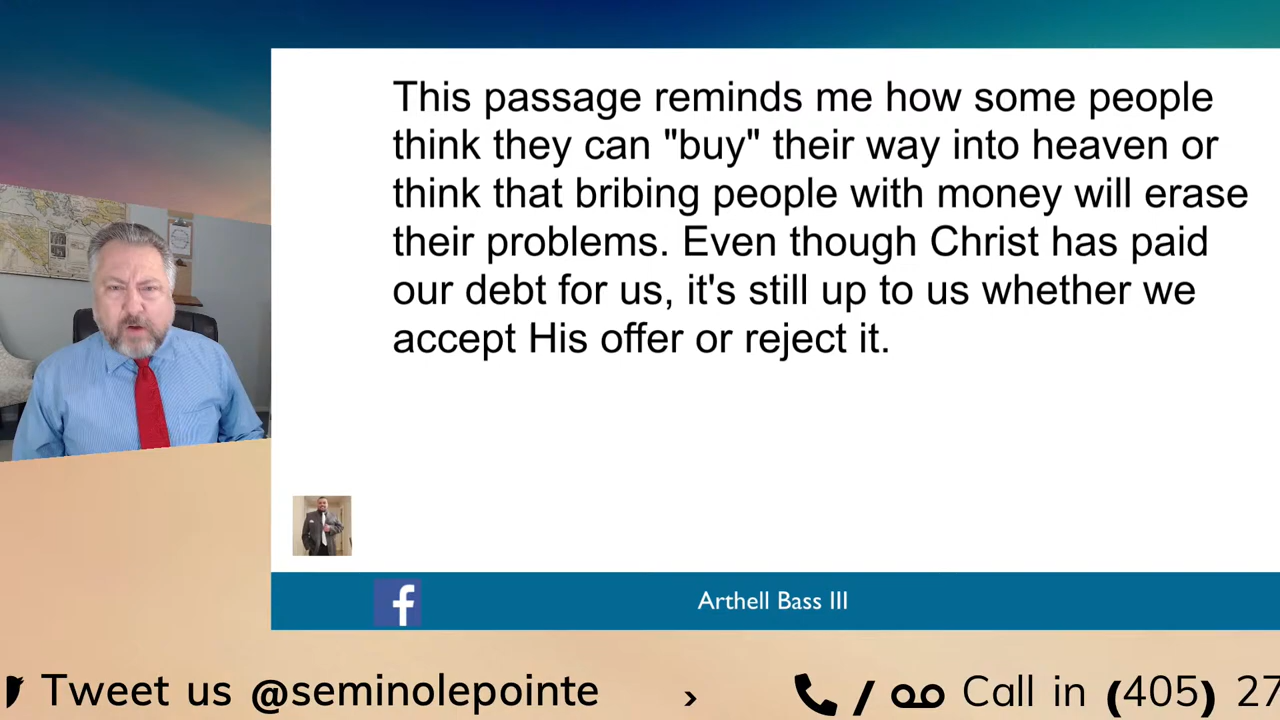 This passage reminds me how some people
think they can "buy" their way into heaven or
think that bribing people with money will erase
their problems. Even though Christ has paid
our debt for us, it's still up to us whether we
accept His offer or reject it.
Arthell Bass III
Tweet us @seminolepointe › / Call in (405) 27